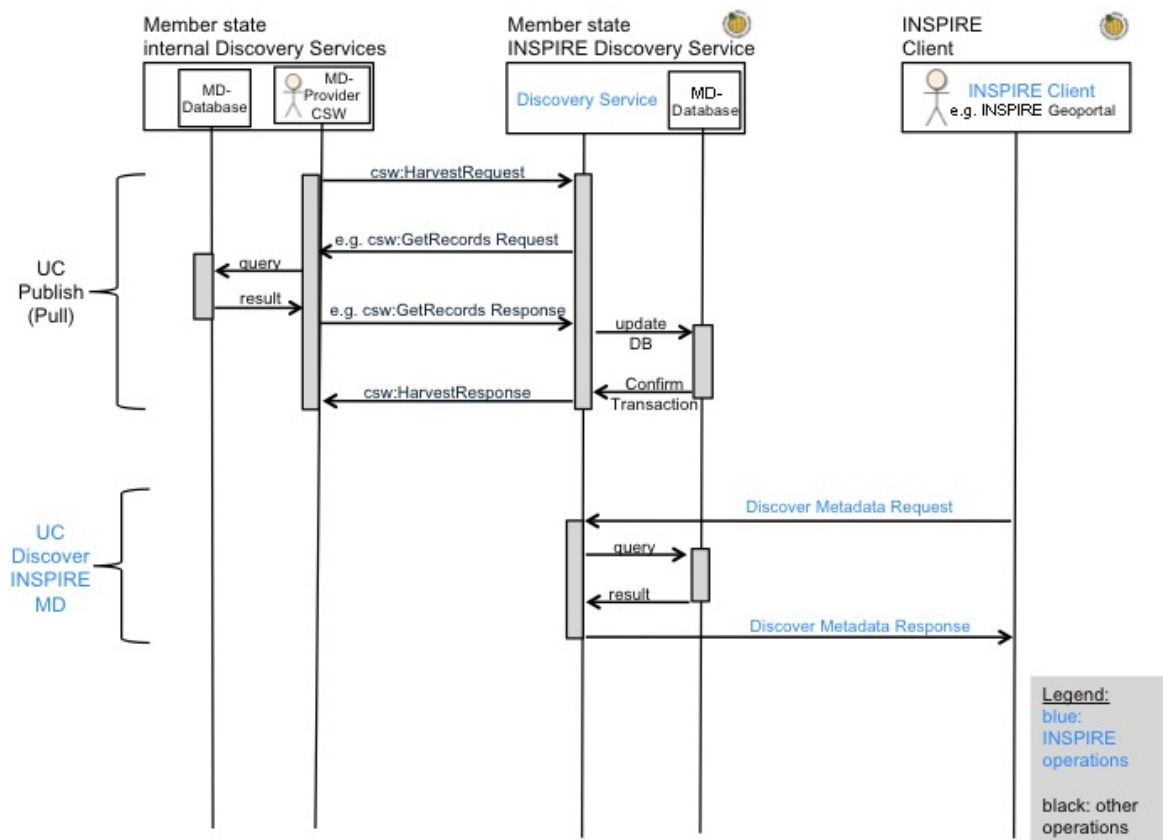 Member state
internal Discovery Services
Member state
INSPIRE Discovery Service
INSPIRE
Client
MD-
Database
MD-
Provider
CSW
Discovery Service
MD-
Database
INSPIRE Client
e.g. INSPIRE Geoportal
UC
Publish
(Pull)
csw:HarvestRequest
e.g. csw:GetRecords Request
query
result
e.g. csw:GetRecords Response
update
DB
Confirm
Transaction
csw:HarvestResponse
UC
Discover
INSPIRE
MD
Discover Metadata Request
query
result
Discover Metadata Response
Legend:
blue:
INSPIRE
operations
black: other
operations